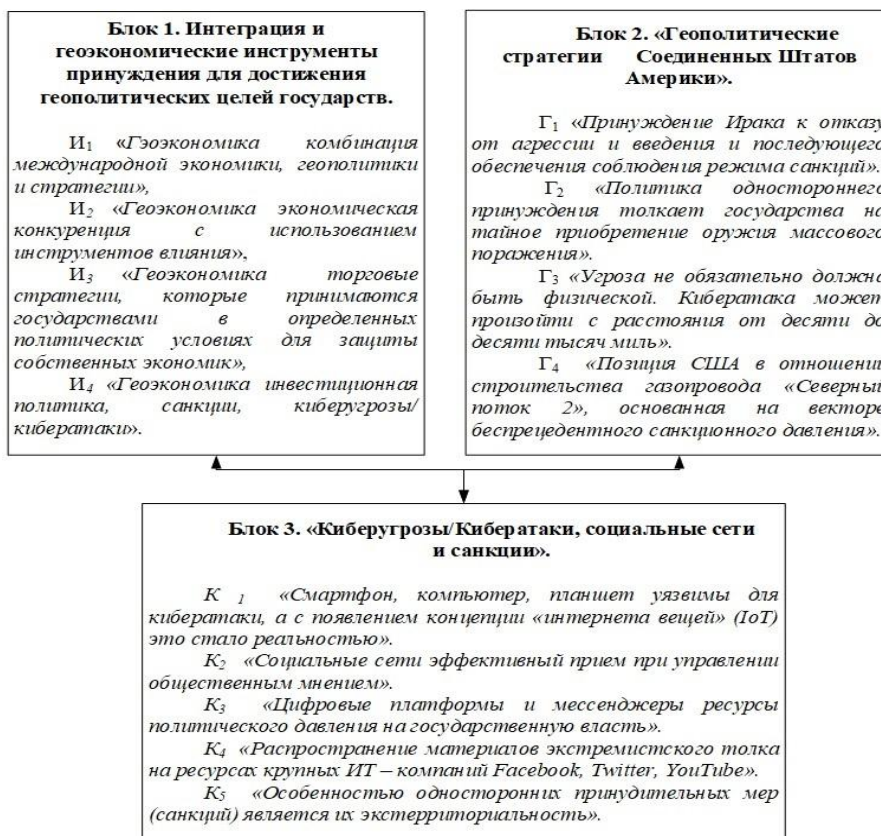 Блок 1. Интеграция и
геоэкономические инструменты
принуждения для достижения
геополитических целей государств.
И1 «Гэоэкономика комбинация
международной экономики, геополитики
и стратегии»,
И2 «Геоэкономика экономическая
конкуренция с использованием
инструментов влияния»,
И3 «Геоэкономика торговые
стратегии, которые принимаются
государствами в определенных
политических условиях для защиты
собственных экономик»,
И4 «Геоэкономика инвестиционная
политика, санкции, киберугрозы/
кибератаки».
Блок 2. «Геополитические
стратегии Соединенных Штатов
Америки».
Г1 «Принуждение Ирака к отказу
от агрессии и введения и последующего
обеспечения соблюдения режима санкций».
Г2 «Политика одностороннего
принуждения толкает государства на
тайное приобретение оружия массового
поражения».
Г3 «Угроза не обязательно должна
быть физической. Кибератака может
произойти с расстояния от десяти до
десяти тысяч миль».
Г4 «Позиция США в отношении
строительства газопровода «Северный
поток 2», основанная на векторе
беспрецедентного санкционного давления».
Блок 3. «Киберугрозы/Кибератаки, социальные сети
и санкции».
К 1 «Смартфон, компьютер, планшет уязвимы для
кибератаки, а с появлением концепции «интернета вещей» (IoT)
это стало реальностью».
К2 «Социальные сети эффективный прием при управлении
общественным мнением».
К3 «Цифровые платформы и мессенджеры ресурсы
политического давления на государственную власть».
К4 «Распространение материалов экстремистского толка
на ресурсах крупных ИТ – компаний Facebook, Twitter, YouTube».
К5 «Особенностью односторонних принудительных мер
(санкций) является их экстерриториальность».